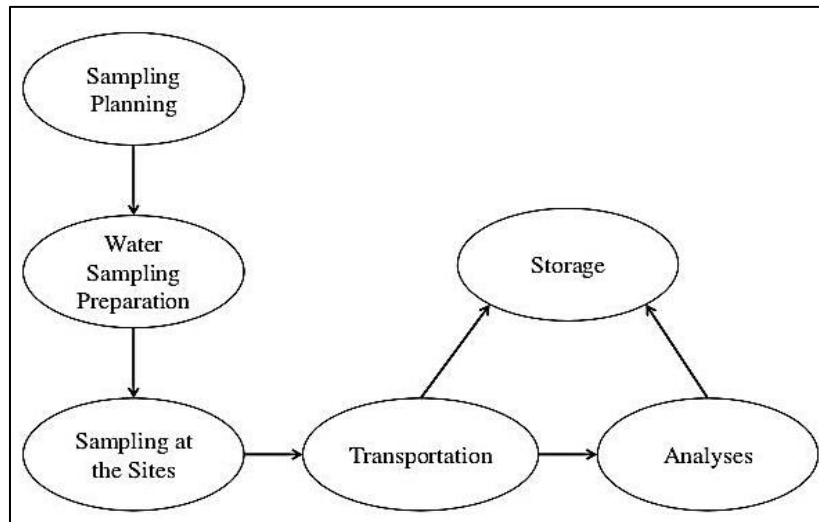 Sampling
Planning
Water
Sampling
Preparation
Storage
Sampling at
the Sites
Transportation
Analyses